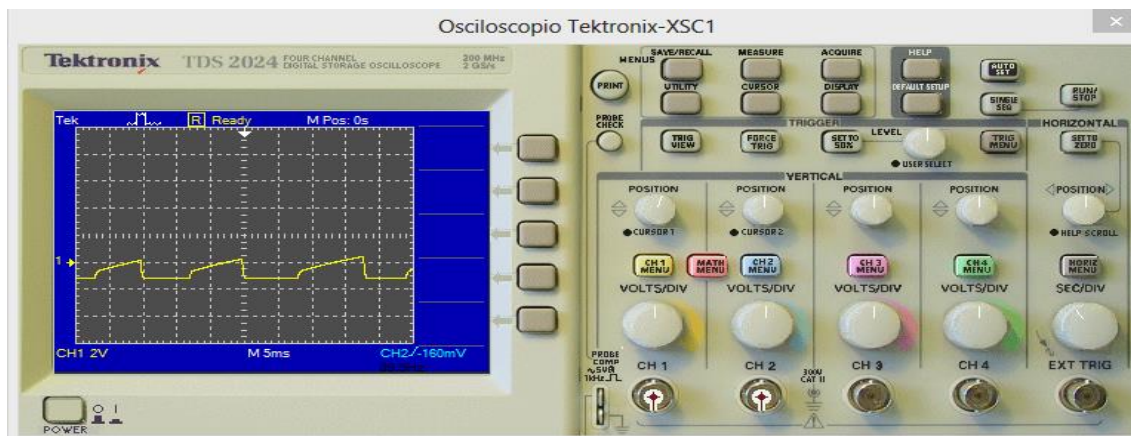 Osciloscopio Tektronix-XSC1
Tektronix TDS 2024 FOUR CHANNEL DIGITAL STORAGE OSCILLOSCOPE 200 MHz 2 GS/s
Tek R Ready M Pos: 0s
1
CH1 2V M 5ms CH2 -160mV
POWER
MENUS
SAVE/RECALL MEASURE ACQUIRE HELP
PRINT
UTILITY CURSOR DISPLAY DEFAULT SETUP
AUTO SET
SINGLE SEQ
RUN/STOP
PROBE CHECK
TRIGGER
TRIG VIEW
FORCE TRIG
SET TO 50%
LEVEL
USER SELECT
TRIG MENU
HORIZONTAL
SET TO ZERO
VERTICAL
POSITION POSITION POSITION POSITION POSITION
CURSOR 1 CURSOR 2 HELP SCROLL
CH 1 MENU
MATH MENU
CH 2 MENU
CH 3 MENU
CH 4 MENU
HORIZ MENU
VOLTS/DIV VOLTS/DIV VOLTS/DIV VOLTS/DIV SEC/DIV
PROBE COMP
~5V@
1kHz
CH 1 CH 2 CH 3 CH 4 EXT TRIG
300V
CAT II